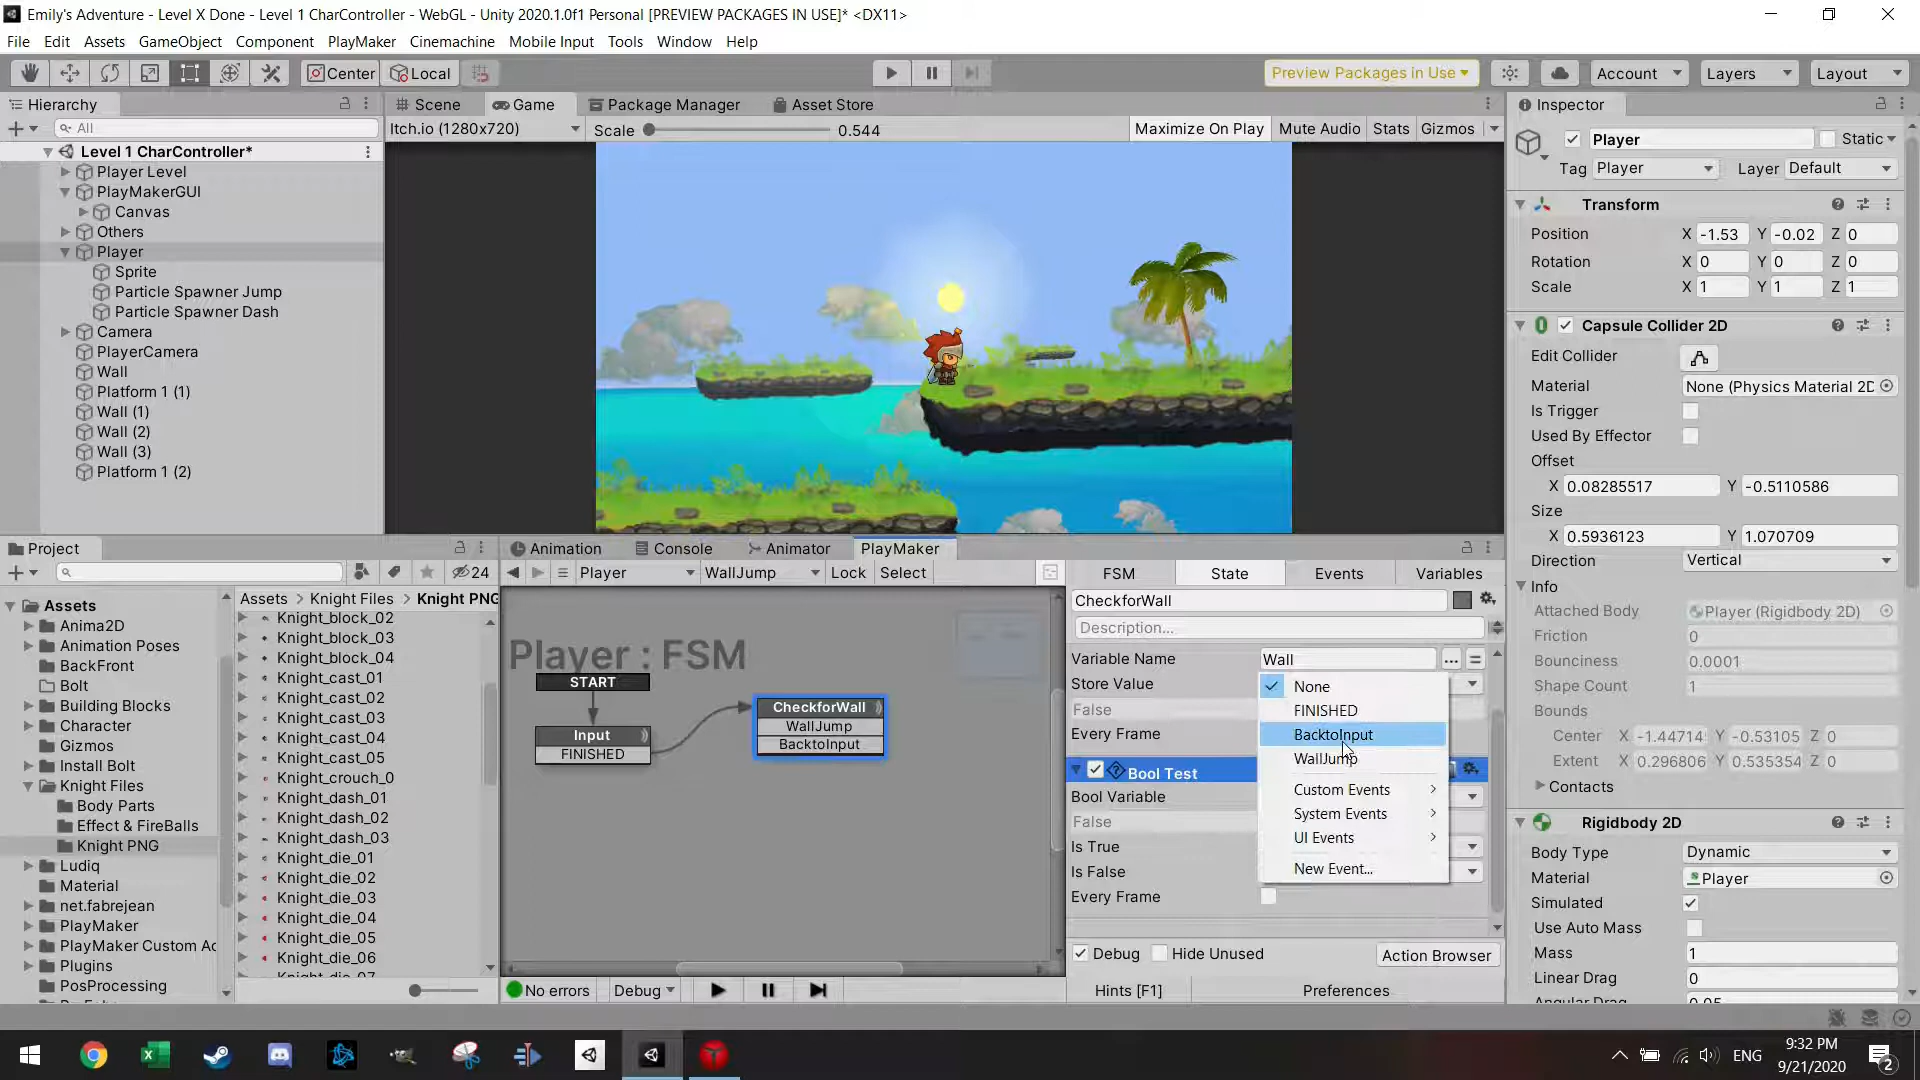 Emily's Adventure - Level X Done - Level 1 CharController - WebGL - Unity 2020.1.0f1 Personal [PREVIEW PACKAGES IN USE]* <DX11>
File Edit Assets GameObject Component PlayMaker Cinemachine Mobile Input Tools Window Help
Center Local Preview Packages in Use Account Layers Layout
Hierarchy
All
Level 1 CharController*
Player Level
PlayMakerGUI
Canvas
Others
Player
Sprite
Particle Spawner Jump
Particle Spawner Dash
Camera
PlayerCamera
Wall
Platform 1 (1)
Wall (1)
Wall (2)
Wall (3)
Platform 1 (2)
Scene Game Package Manager Asset Store
Itch.io (1280x720) Scale 0.544 Maximize On Play Mute Audio Stats Gizmos
Inspector
Player Static
Tag Player Layer Default
Transform
Position X -1.53 Y -0.02 Z 0
Rotation X 0 Y 0 Z 0
Scale X 1 Y 1 Z 1
Capsule Collider 2D
Edit Collider
Material None (Physics Material 2D
Is Trigger
Used By Effector
Offset
X 0.08285517 Y -0.5110586
Size
X 0.5936123 Y 1.070709
Direction Vertical
Info
Attached Body Player (Rigidbody 2D)
Friction 0
Bounciness 0.0001
Shape Count 1
Bounds
Center X -1.44714 Y -0.53105 Z 0
Extent X 0.296806 Y 0.535354 Z 0
Contacts
Rigidbody 2D
Body Type Dynamic
Material Player
Simulated
Use Auto Mass
Mass 1
Linear Drag 0
Angular Drag 0.05
Project
24
Assets
Anima2D
Animation Poses
BackFront
Bolt
Building Blocks
Character
Gizmos
Install Bolt
Knight Files
Body Parts
Effect & FireBalls
Knight PNG
Ludiq
Material
net.fabrejean
PlayMaker
PlayMaker Custom Ac
Plugins
PosProcessing
Assets > Knight Files > Knight PNG
Knight_block_02
Knight_block_03
Knight_block_04
Knight_cast_01
Knight_cast_02
Knight_cast_03
Knight_cast_04
Knight_cast_05
Knight_crouch_0
Knight_dash_01
Knight_dash_02
Knight_dash_03
Knight_die_01
Knight_die_02
Knight_die_03
Knight_die_04
Knight_die_05
Knight_die_06
Knight_die_07
Animation Console Animator PlayMaker
Player WallJump Lock Select
Player : FSM
START
Input
FINISHED
CheckforWall
WallJump
BacktoInput
No errors Debug
FSM State Events Variables
CheckforWall
Description...
Variable Name Wall ... =
Store Value
False
Every Frame
Bool Test
Bool Variable
False
Is True
Is False
Every Frame
None
FINISHED
BacktoInput
WallJump
Custom Events
System Events
UI Events
New Event...
Debug Hide Unused Action Browser
Hints [F1] Preferences
ENG
9:32 PM
9/21/2020
2